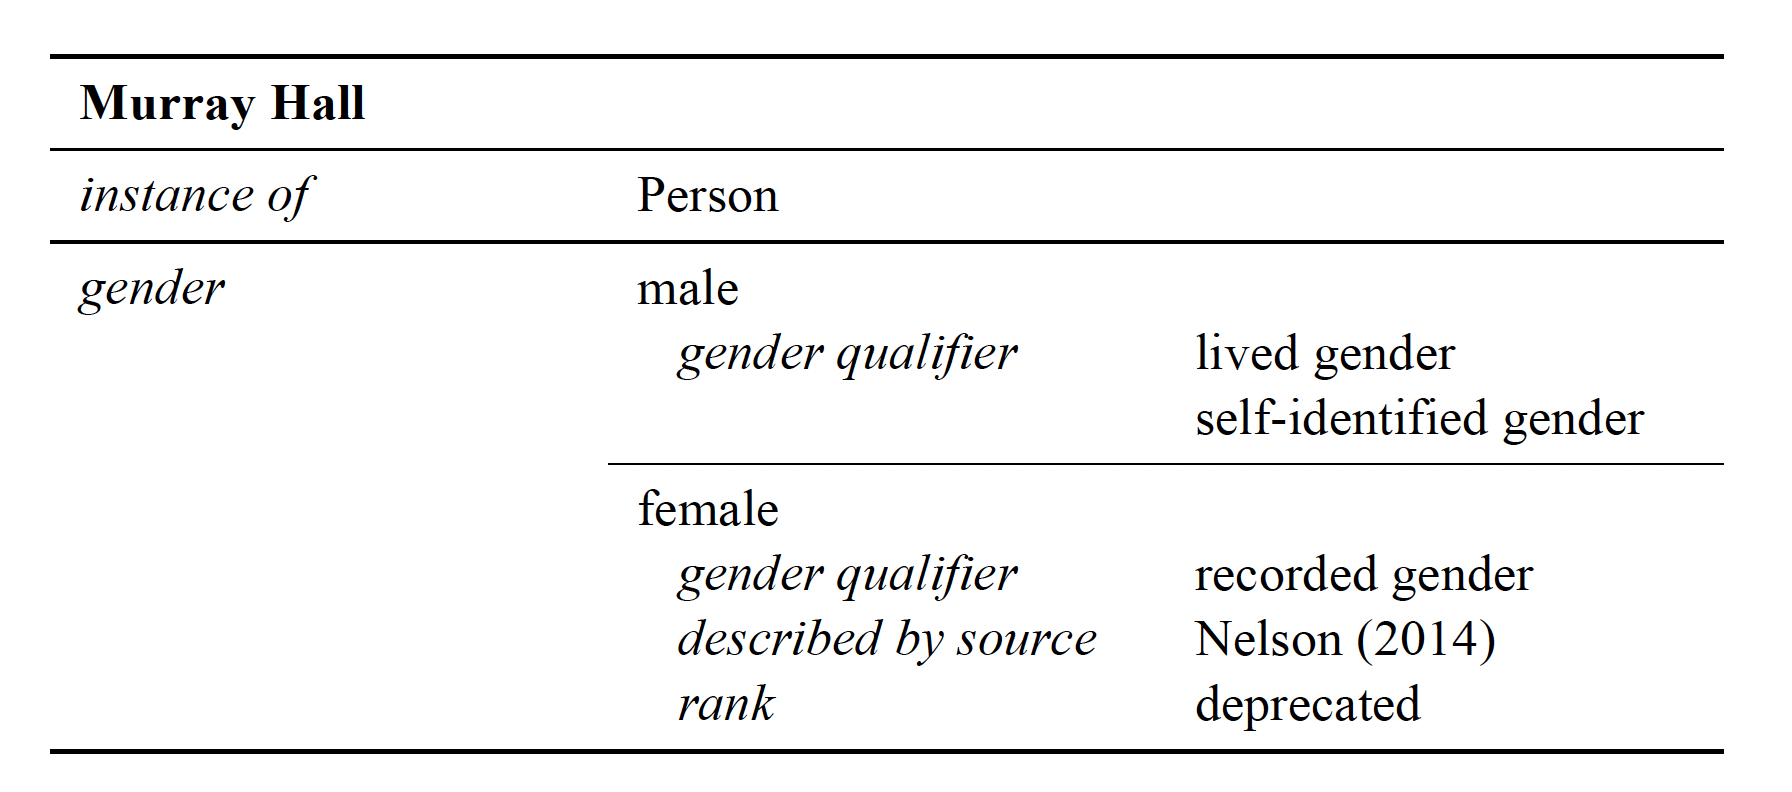 Murray Hall
instance of Person
gender male
gender qualifier lived gender
self-identified gender
female
gender qualifier recorded gender
described by source Nelson (2014)
rank deprecated